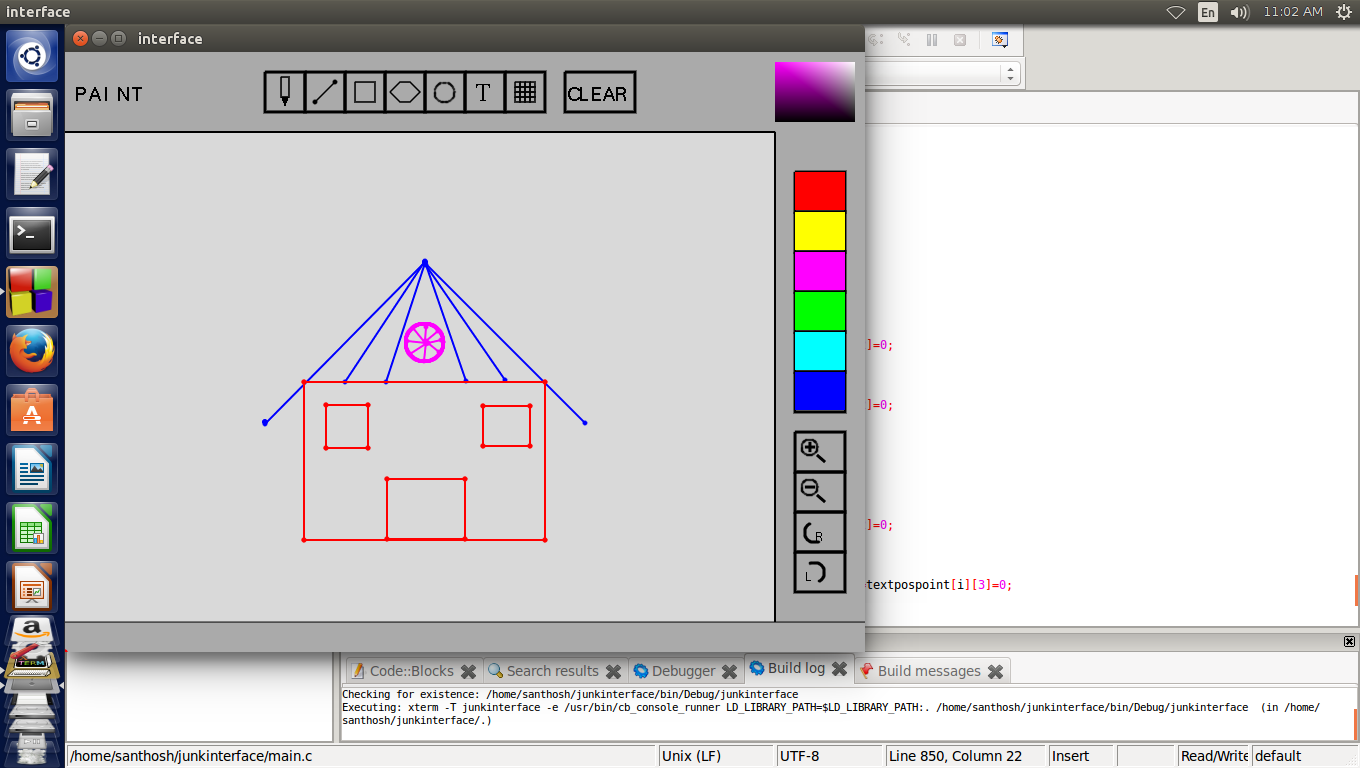 interface
En
11:02 AM
interface
PAINT
T
CLEAR
R
L
]=0;
]=0;
]=0;
textpospoint[i][3]=0;
TERM
Code::Blocks
Search results
Debugger
Build log
Build messages
Checking for existence: /home/santhosh/junkinterface/bin/Debug/junkinterface
Executing: xterm -T junkinterface -e /usr/bin/cb_console_runner LD_LIBRARY_PATH=$LD_LIBRARY_PATH:. /home/santhosh/junkinterface/bin/Debug/junkinterface  (in /home/
santhosh/junkinterface/.)
/home/santhosh/junkinterface/main.c
Unix (LF)
UTF-8
Line 850, Column 22
Insert
Read/Write
default